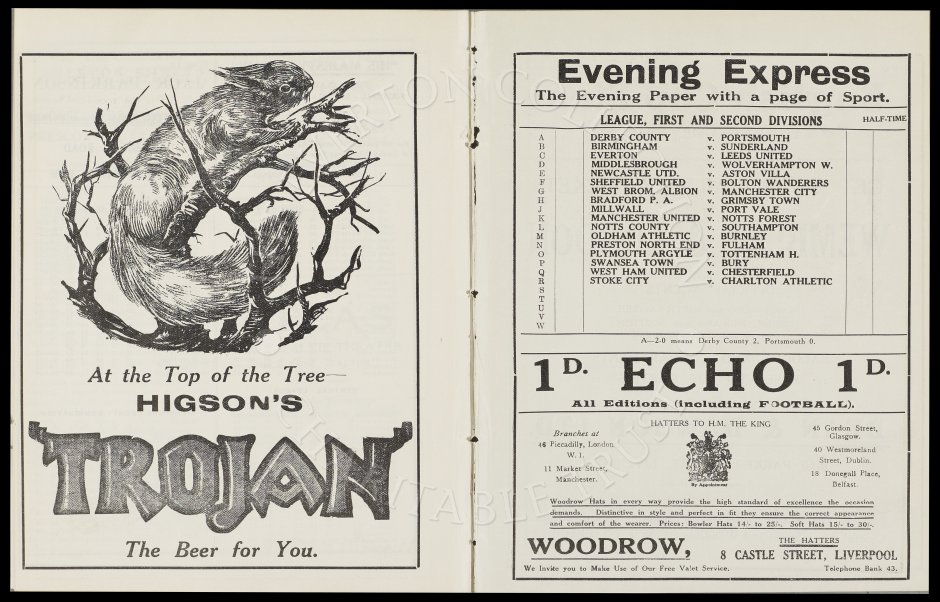 At the Top of the Tree
HIGSON'S
TROJAN
The Beer for You.
Evening Express
The Evening Paper with a page of Sport.
LEAGUE, FIRST AND SECOND DIVISIONS HALF-TIME
A DERBY COUNTY v. PORTSMOUTH
B BIRMINGHAM v. SUNDERLAND
C EVERTON v. LEEDS UNITED
D MIDDLESBROUGH v. WOLVERHAMPTON W.
E NEWCASTLE UTD. v. ASTON VILLA
F SHEFFIELD UNITED v. BOLTON WANDERERS
G WEST BROM. ALBION v. MANCHESTER CITY
H BRADFORD P. A. v. GRIMSBY TOWN
J MILLWALL v. PORT VALE
K MANCHESTER UNITED v. NOTTS FOREST
L NOTTS COUNTY v. SOUTHAMPTON
M OLDHAM ATHLETIC v. BURNLEY
N PRESTON NORTH END v. FULHAM
O PLYMOUTH ARGYLE v. TOTTENHAM H.
P SWANSEA TOWN v. BURY
Q WEST HAM UNITED v. CHESTERFIELD
R STOKE CITY v. CHARLTON ATHLETIC
S
T
U
V
W
A—2-0 means Derby County 2, Portsmouth 0.
1D. ECHO 1D.
All Editions (including FOOTBALL).
HATTERS TO H.M. THE KING
Branches at
46 Piccadilly, London
W. 1.
11 Market Street,
Manchester.
By Appointment
45 Gordon Street,
Glasgow.
40 Westmoreland
Street, Dublin.
18 Donegall Place,
Belfast.
Woodrow Hats in every way provide the high standard of excellence the occasion
demands. Distinctive in style and perfect in fit they ensure the correct appearance
and comfort of the wearer. Prices: Bowler Hats 14/- to 25/-. Soft Hats 15/- to 30/-.
WOODROW, THE HATTERS
8 CASTLE STREET, LIVERPOOL
We Invite you to Make Use of Our Free Valet Service. Telephone Bank 43.